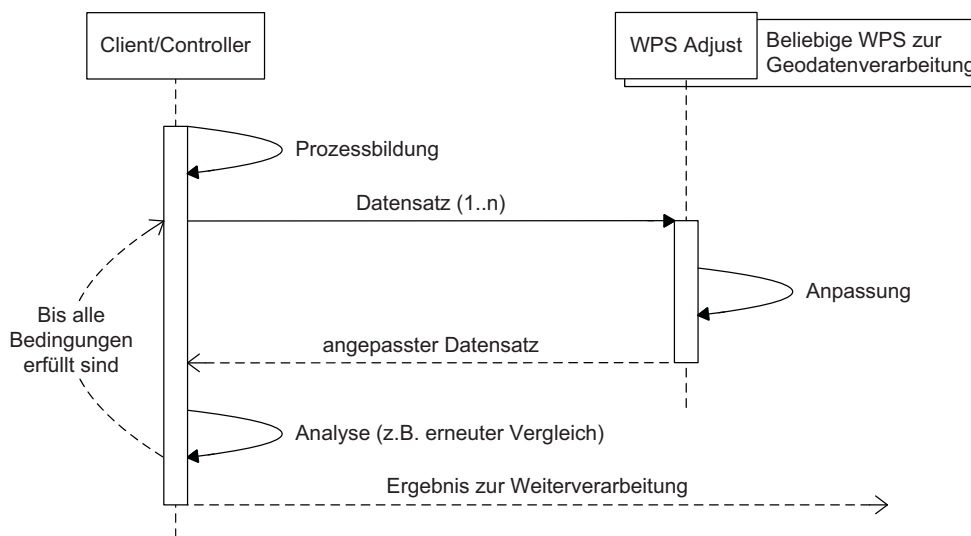 Client/Controller
WPS Adjust
Beliebige WPS zur
Geodatenverarbeitung
Prozessbildung
Datensatz (1..n)
Anpassung
Bis alle
Bedingungen
erfüllt sind
angepasster Datensatz
Analyse (z.B. erneuter Vergleich)
Ergebnis zur Weiterverarbeitung